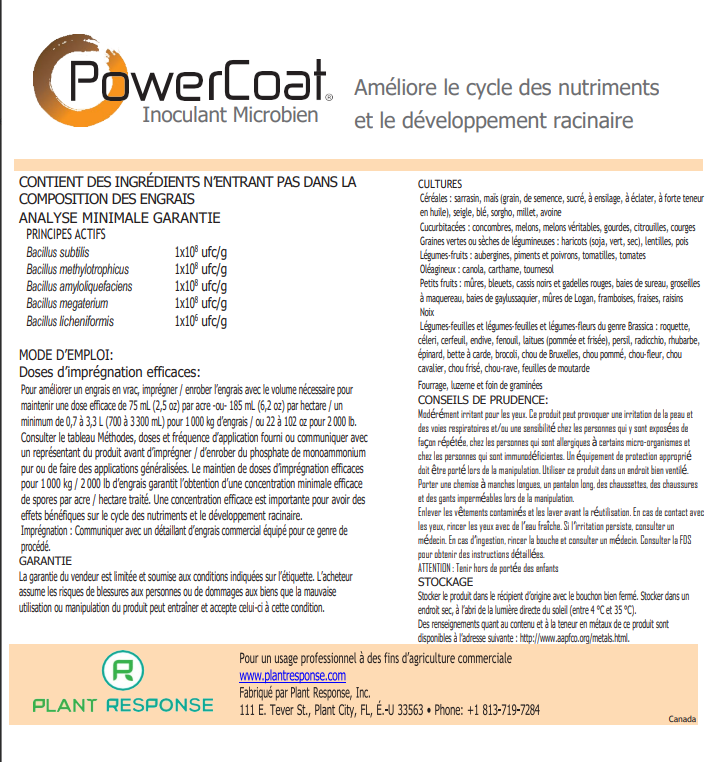 PowerCoat®
Inoculant Microbien
Améliore le cycle des nutriments
et le développement racinaire
CONTIENT DES INGRÉDIENTS N'ENTRANT PAS DANS LA
COMPOSITION DES ENGRAIS
ANALYSE MINIMALE GARANTIE
PRINCIPES ACTIFS
Bacillus subtilis 1x10⁸ ufc/g
Bacillus methylotrophicus 1x10⁸ ufc/g
Bacillus amyloliquefaciens 1x10⁸ ufc/g
Bacillus megaterium 1x10⁸ ufc/g
Bacillus licheniformis 1x10⁶ ufc/g
MODE D'EMPLOI:
Doses d'imprégnation efficaces:
Pour améliorer un engrais en vrac, imprégner / enrober l'engrais avec le volume nécessaire pour
maintenir une dose efficace de 75 mL (2,5 oz) par acre -ou- 185 mL (6,2 oz) par hectare / un
minimum de 0,7 à 3,3 L (700 à 3 300 mL) pour 1 000 kg d'engrais / ou 22 à 102 oz pour 2 000 lb.
Consulter le tableau Méthodes, doses et fréquence d'application fourni ou communiquer avec
un représentant du produit avant d'imprégner / d'enrober du phosphate de monoammonium
pur ou de faire des applications généralisées. Le maintien de doses d'imprégnation efficaces
pour 1 000 kg / 2 000 lb d'engrais garantit l'obtention d'une concentration minimale efficace
de spores par acre / hectare traité. Une concentration efficace est importante pour avoir des
effets bénéfiques sur le cycle des nutriments et le développement racinaire.
Imprégnation : Communiquer avec un détaillant d'engrais commercial équipé pour ce genre de
procédé.
GARANTIE
La garantie du vendeur est limitée et soumise aux conditions indiquées sur l'étiquette. L'acheteur
assume les risques de blessures aux personnes ou de dommages aux biens que la mauvaise
utilisation ou manipulation du produit peut entraîner et accepte celui-ci à cette condition.
CULTURES
Céréales : sarrasin, maïs (grain, de semence, sucré, à ensilage, à éclater, à forte teneur
en huile), seigle, blé, sorgho, millet, avoine
Cucurbitacées : concombres, melons, melons véritables, gourdes, citrouilles, courges
Graines vertes ou sèches de légumineuses : haricots (soja, vert, sec), lentilles, pois
Légumes-fruits : aubergines, piments et poivrons, tomatilles, tomates
Oléagineux : canola, carthame, tournesol
Petits fruits : mûres, bleuets, cassis noirs et gadelles rouges, baies de sureau, groseilles
à maquereau, baies de gaylussaquier, mûres de Logan, framboises, fraises, raisins
Noix
Légumes-feuilles et légumes-feuilles et légumes-fleurs du genre Brassica : roquette,
céleri, cerfeuil, endive, fenouil, laitues (pommée et frisée), persil, radicchio, rhubarbe,
épinard, bette à carde, brocoli, chou de Bruxelles, chou pommé, chou-fleur, chou
cavalier, chou frisé, chou-rave, feuilles de moutarde
Fourrage, luzerne et foin de graminées
CONSEILS DE PRUDENCE:
Modérément irritant pour les yeux. Ce produit peut provoquer une irritation de la peau et
des voies respiratoires et/ou une sensibilité chez les personnes qui y sont exposées de
façon répétée, chez les personnes qui sont allergiques à certains micro-organismes et
chez les personnes qui sont immunodéficientes. Un équipement de protection approprié
doit être porté lors de la manipulation. Utiliser ce produit dans un endroit bien ventilé.
Porter une chemise à manches longues, un pantalon long, des chaussettes, des chaussures
et des gants imperméables lors de la manipulation.
Enlever les vêtements contaminés et les laver avant la réutilisation. En cas de contact avec
les yeux, rincer les yeux avec de l'eau fraîche. Si l'irritation persiste, consulter un
médecin. En cas d'ingestion, rincer la bouche et consulter un médecin. Consulter la FDS
pour obtenir des instructions détaillées.
ATTENTION : Tenir hors de portée des enfants
STOCKAGE
Stocker le produit dans le récipient d'origine avec le bouchon bien fermé. Stocker dans un
endroit sec, à l'abri de la lumière directe du soleil (entre 4 °C et 35 °C).
Des renseignements quant au contenu et à la teneur en métaux de ce produit sont
disponibles à l'adresse suivante : http://www.aapfco.org/metals.html.
R
PLANT RESPONSE
Pour un usage professionnel à des fins d'agriculture commerciale
www.plantresponse.com
Fabriqué par Plant Response, Inc.
111 E. Tever St., Plant City, FL, É.-U 33563 • Phone: +1 813-719-7284
Canada